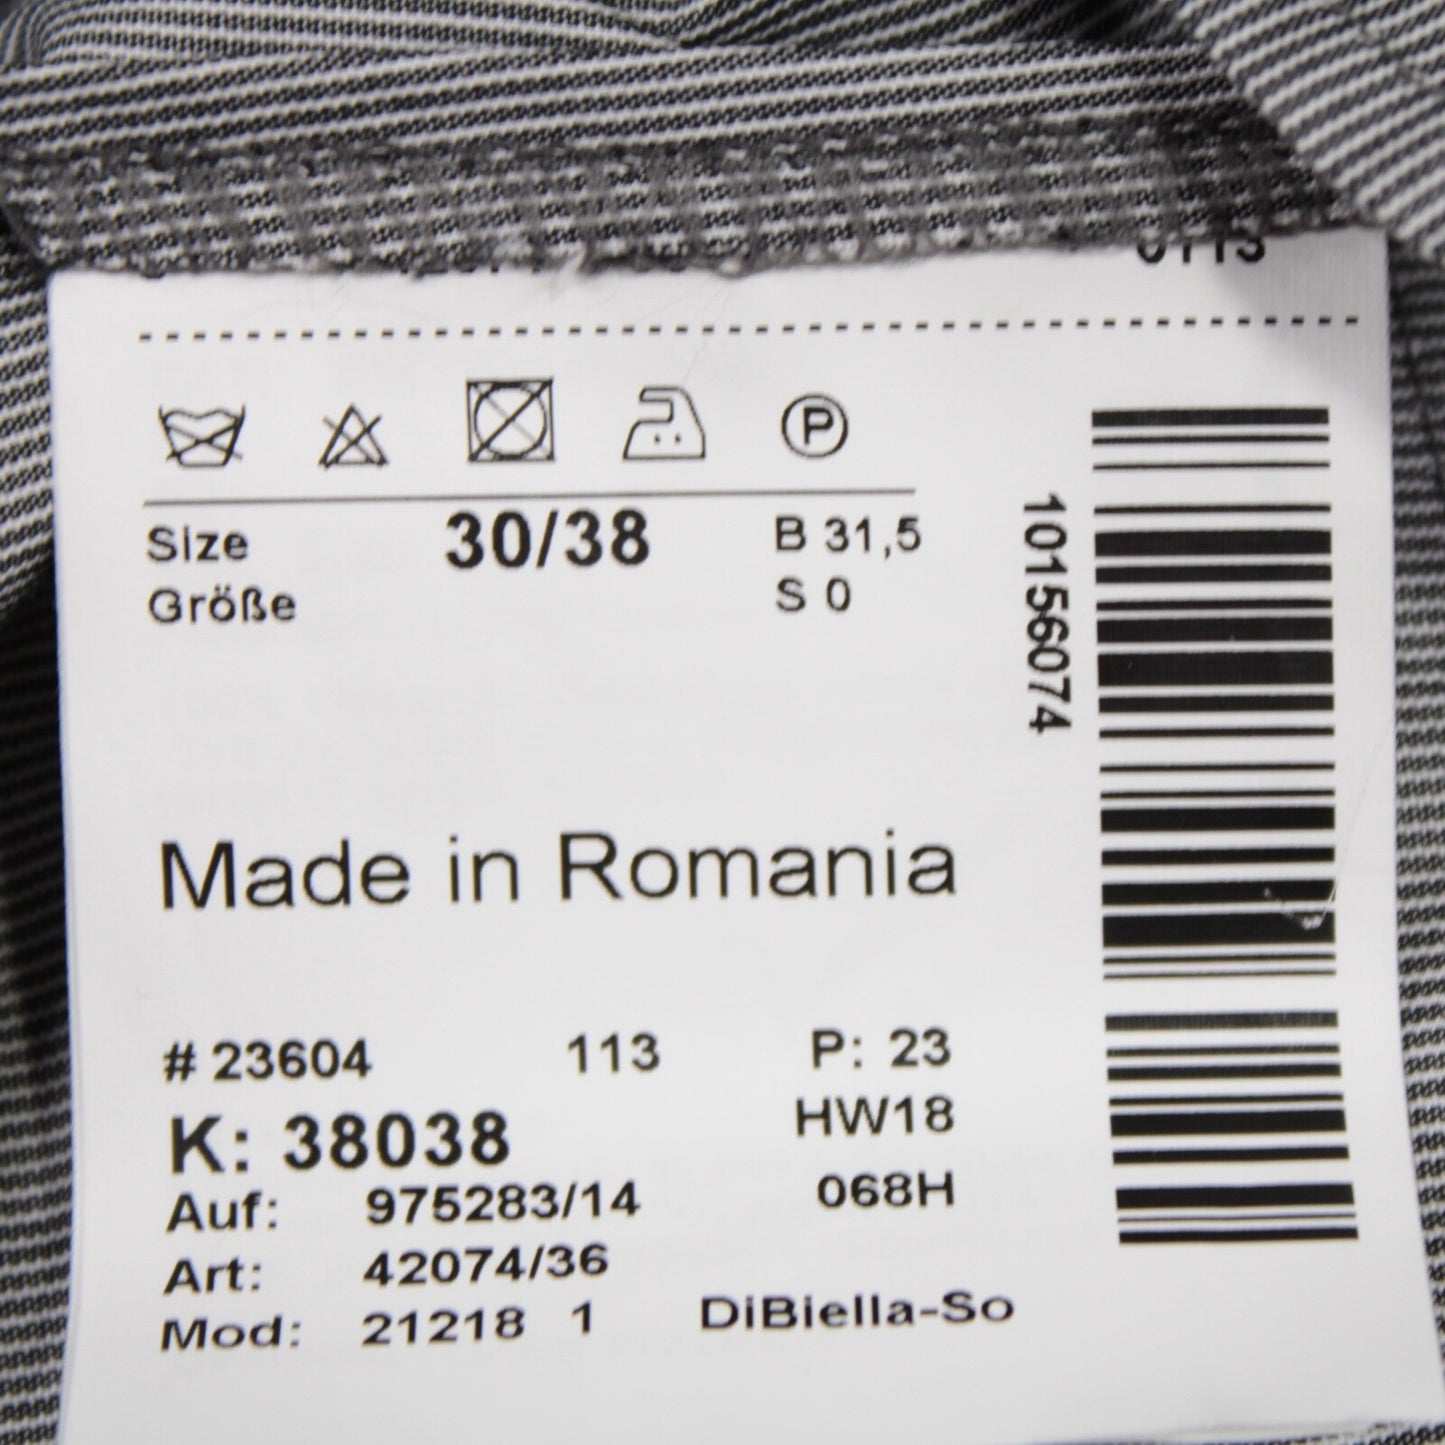 Size 30/38 B 31,5
Größe S 0
10156074
Made in Romania
# 23604 113 P: 23
K: 38038 HW18
Auf: 975283/14 068H
Art: 42074/36
Mod: 21218 1 DiBiella-So